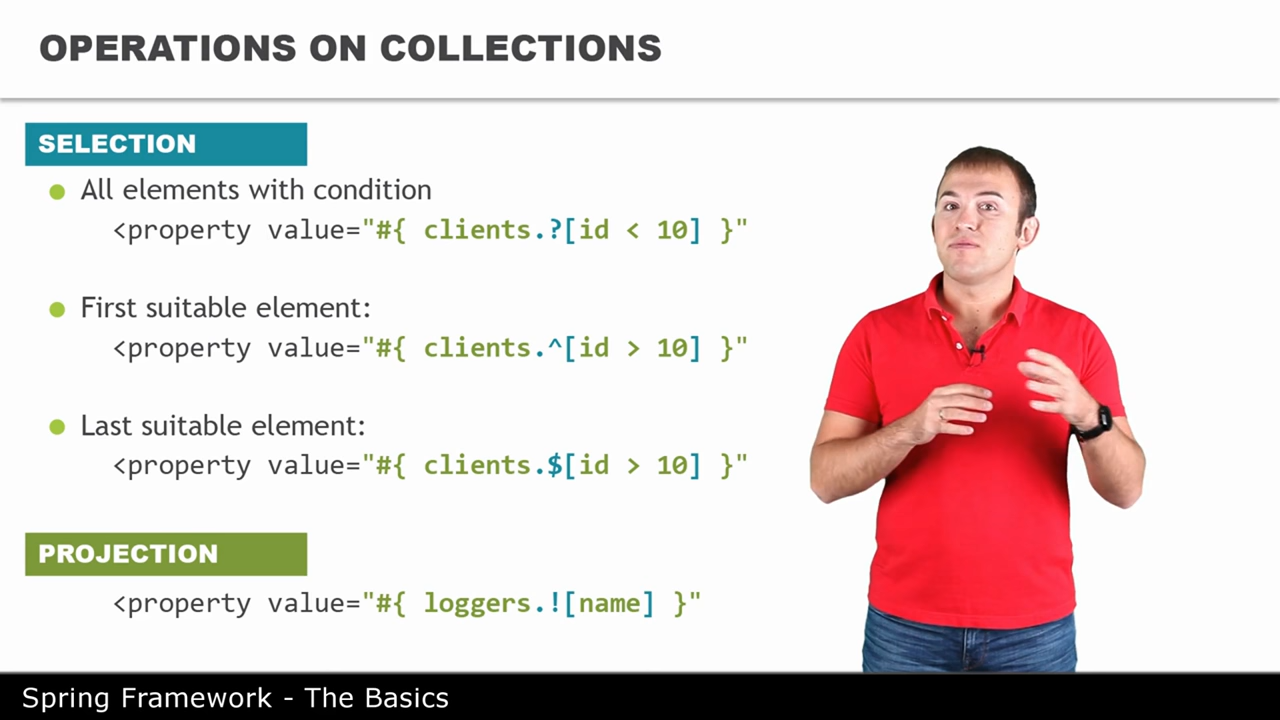 OPERATIONS ON COLLECTIONS
SELECTION
All elements with condition
<property value="#{ clients.?[id < 10] }"
First suitable element:
<property value="#{ clients.^[id > 10] }"
Last suitable element:
<property value="#{ clients.$[id > 10] }"
PROJECTION
<property value="#{ loggers.![name] }"
Spring Framework - The Basics